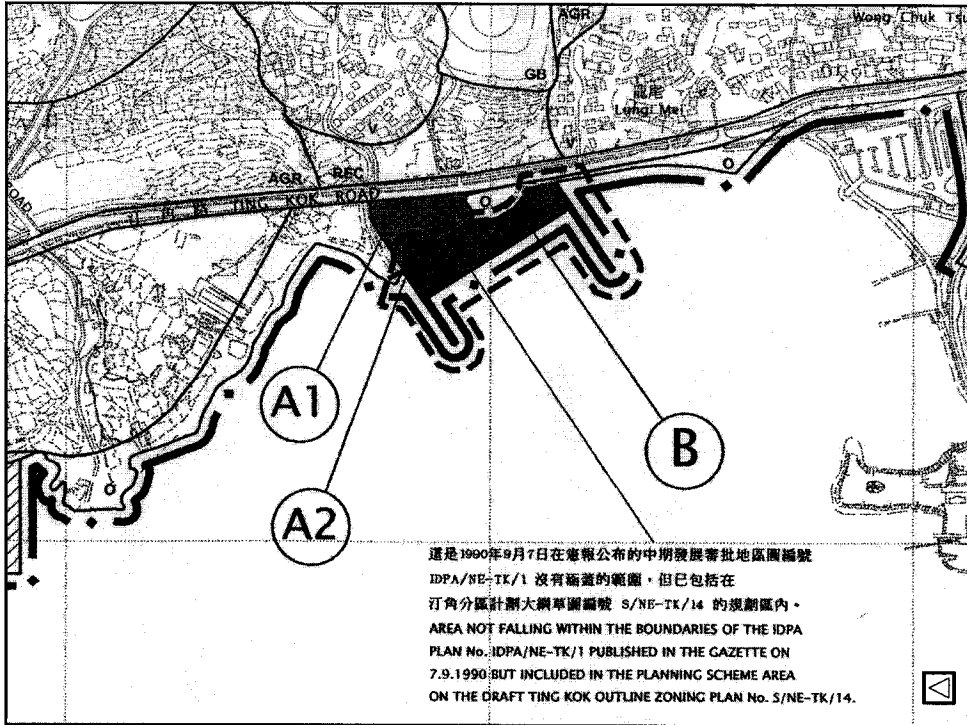 AGR
Wong Chuk Tsu
GB
龍尾
Lung Mei
V
V
AGR
REC
O
O
ROAD
汀角路 TING KOK ROAD
A1
A2
B
O
這是1990年9月7日在憲報公布的中期發展審批地區圖編號
IDPA/NE-TK/1 沒有涵蓋的範圍，但已包括在
汀角分區計劃大綱草圖編號 S/NE-TK/14 的規劃區內。
AREA NOT FALLING WITHIN THE BOUNDARIES OF THE IDPA
PLAN No. IDPA/NE-TK/1 PUBLISHED IN THE GAZETTE ON
7.9.1990 BUT INCLUDED IN THE PLANNING SCHEME AREA
ON THE DRAFT TING KOK OUTLINE ZONING PLAN No. S/NE-TK/14.